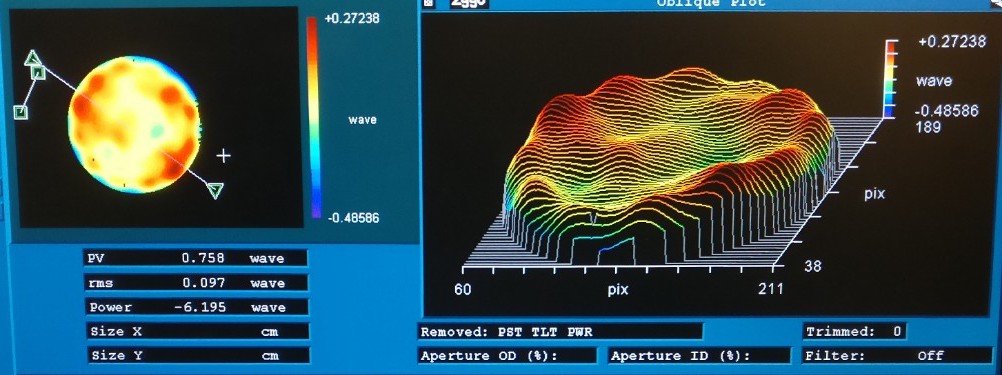 Zygo
Oblique Plot
+0.27238
wave
-0.48586
+0.27238
wave
-0.48586
189
pix
38
60
pix
211
PV 0.758 wave
rms 0.097 wave
Power -6.195 wave
Size X cm
Size Y cm
Removed: PST TLT PWR
Trimmed: 0
Aperture OD (%):
Aperture ID (%):
Filter: Off